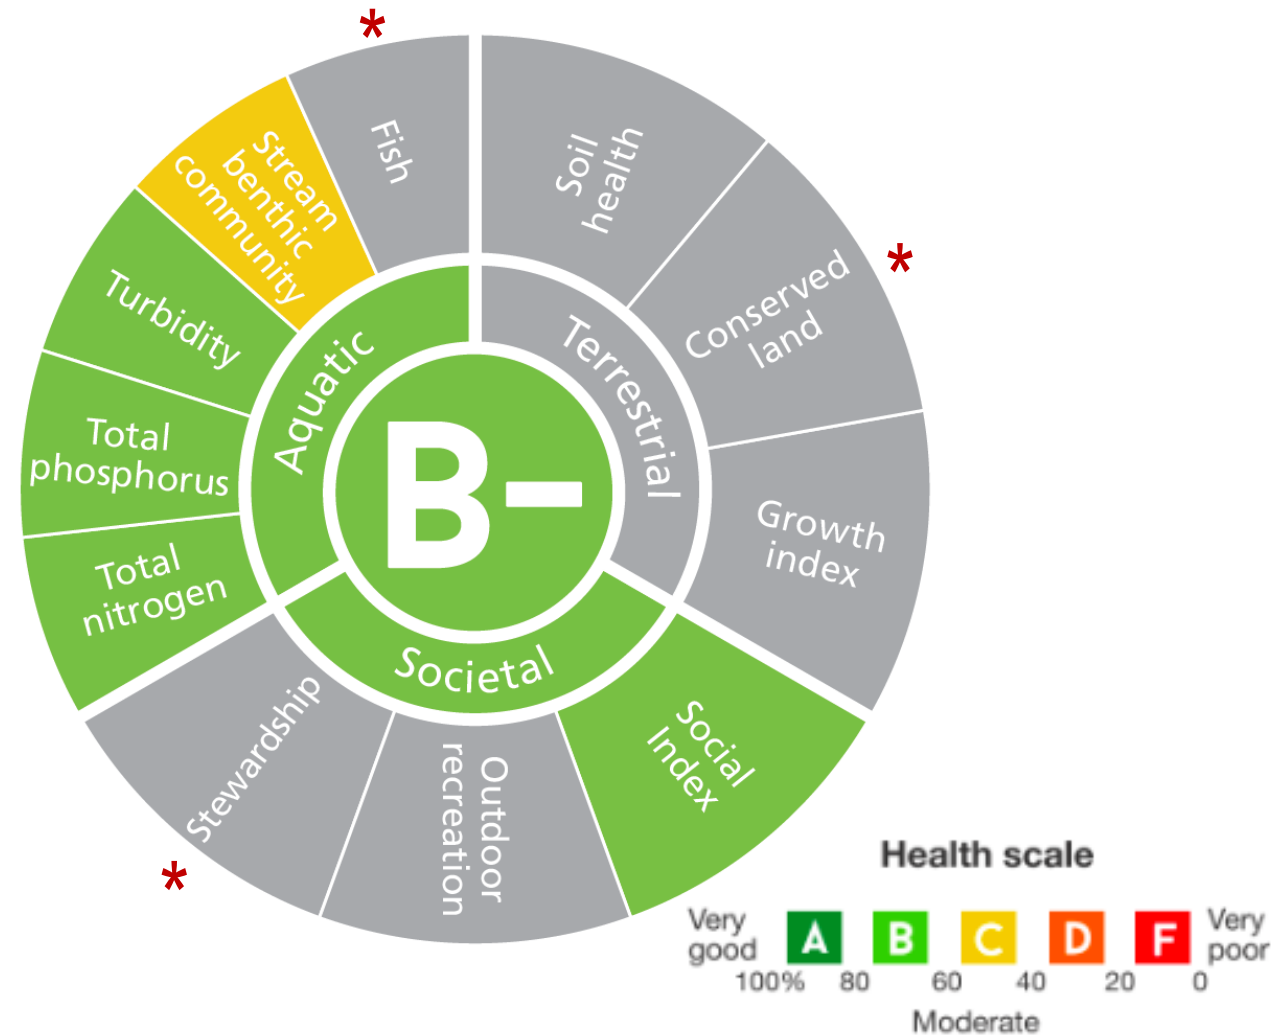 *
Fish
Soil
health
Stream
benthic
community
*
Conserved
land
Turbidity
Aquatic
Terrestrial
Total
phosphorus
B-
Growth
index
Total
nitrogen
Societal
Stewardship
*
Outdoor
recreation
Social
Index
Health scale
Very
good
A B C D F
Very
poor
100% 80 60 40 20 0
Moderate